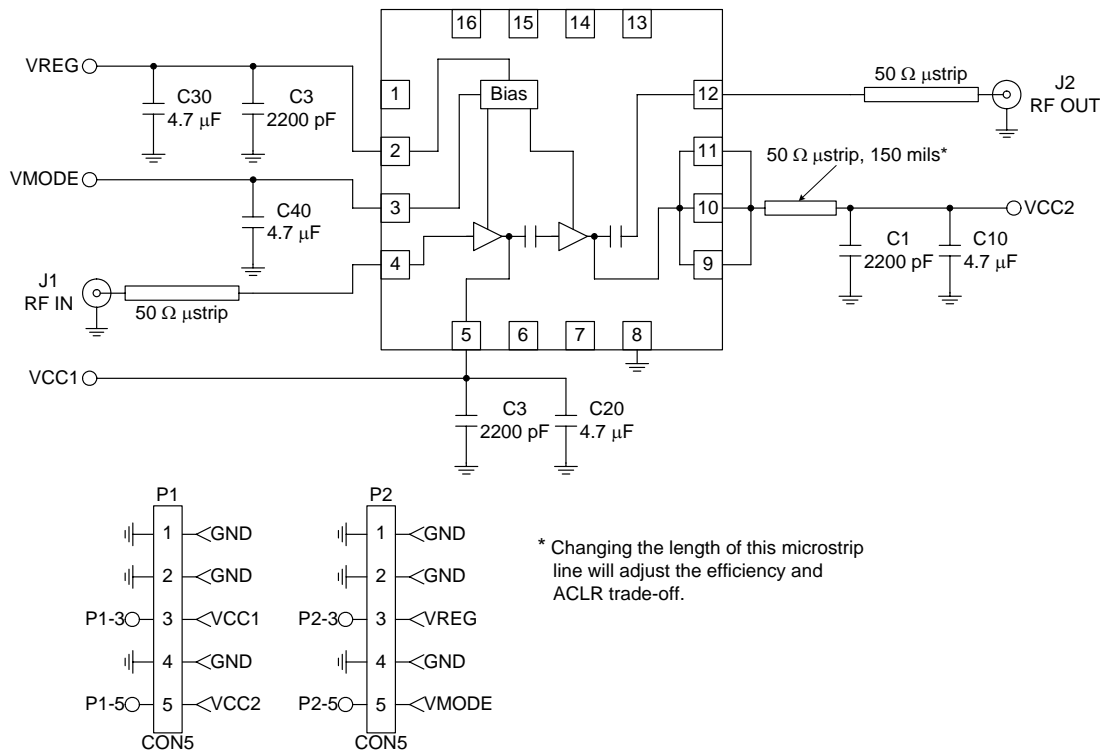 16 15 14 13
VREG
C30
4.7 μF
C3
2200 pF
1
Bias
12
50 Ω μstrip
J2
RF OUT
2
11
50 Ω μstrip, 150 mils*
VMODE
3
10
VCC2
C40
4.7 μF
4
9
C1
2200 pF
C10
4.7 μF
J1
RF IN
50 Ω μstrip
5 6 7 8
VCC1
C3
2200 pF
C20
4.7 μF
P1
1 GND
2 GND
P1-3 3 VCC1
4 GND
P1-5 5 VCC2
CON5
P2
1 GND
2 GND
P2-3 3 VREG
4 GND
P2-5 5 VMODE
CON5
* Changing the length of this microstrip
line will adjust the efficiency and
ACLR trade-off.